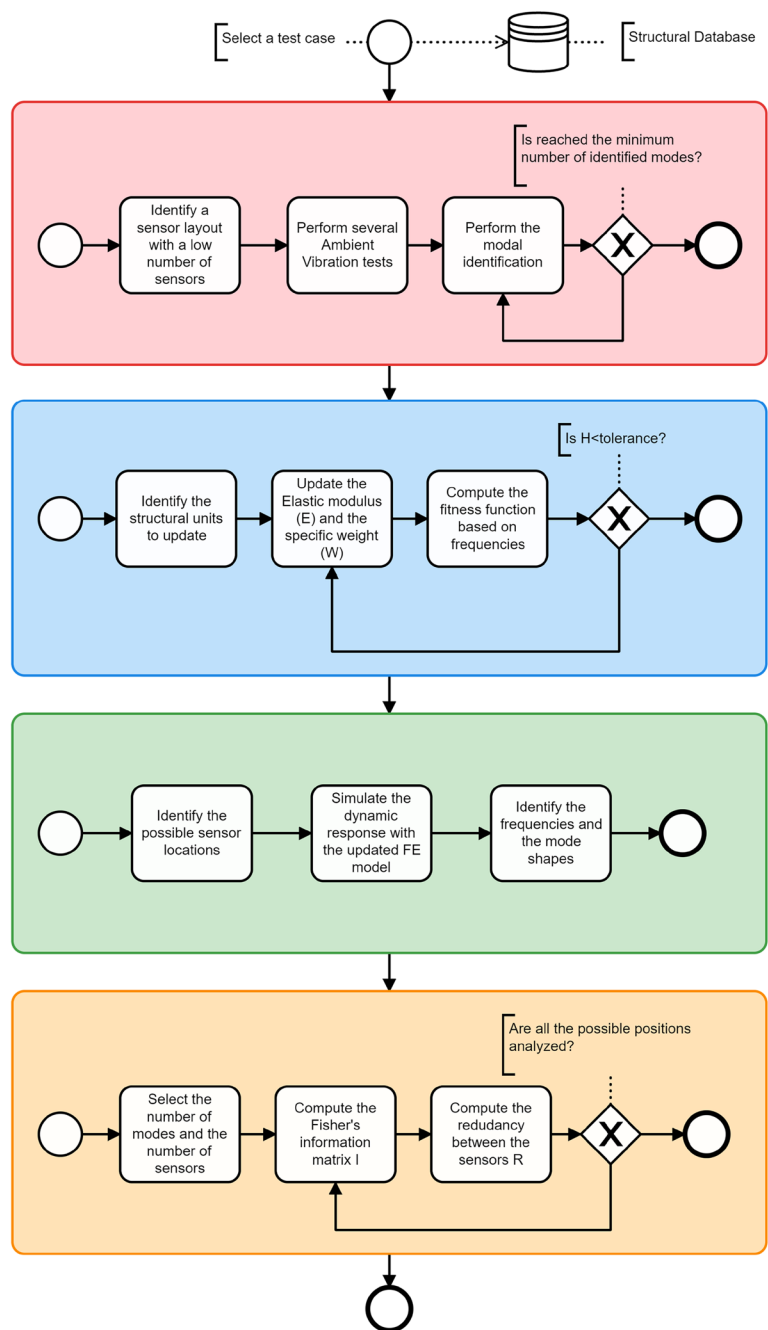 Select a test case
Structural Database
Is reached the minimum
number of identified modes?
Identify a
sensor layout
with a low
number of
sensors
Perform several
Ambient
Vibration tests
Perform the
modal
identification
X
Is H<tolerance?
Identify the
structural units
to update
Update the
Elastic modulus
(E) and the
specific weight
(W)
Compute the
fitness function
based on
frequencies
X
Identify the
possible sensor
locations
Simulate the
dynamic
response with
the updated FE
model
Identify the
frequencies and
the mode
shapes
Are all the possible positions
analyzed?
Select the
number of
modes and the
number of
sensors
Compute the
Fisher's
information
matrix I
Compute the
redudancy
between the
sensors R
X